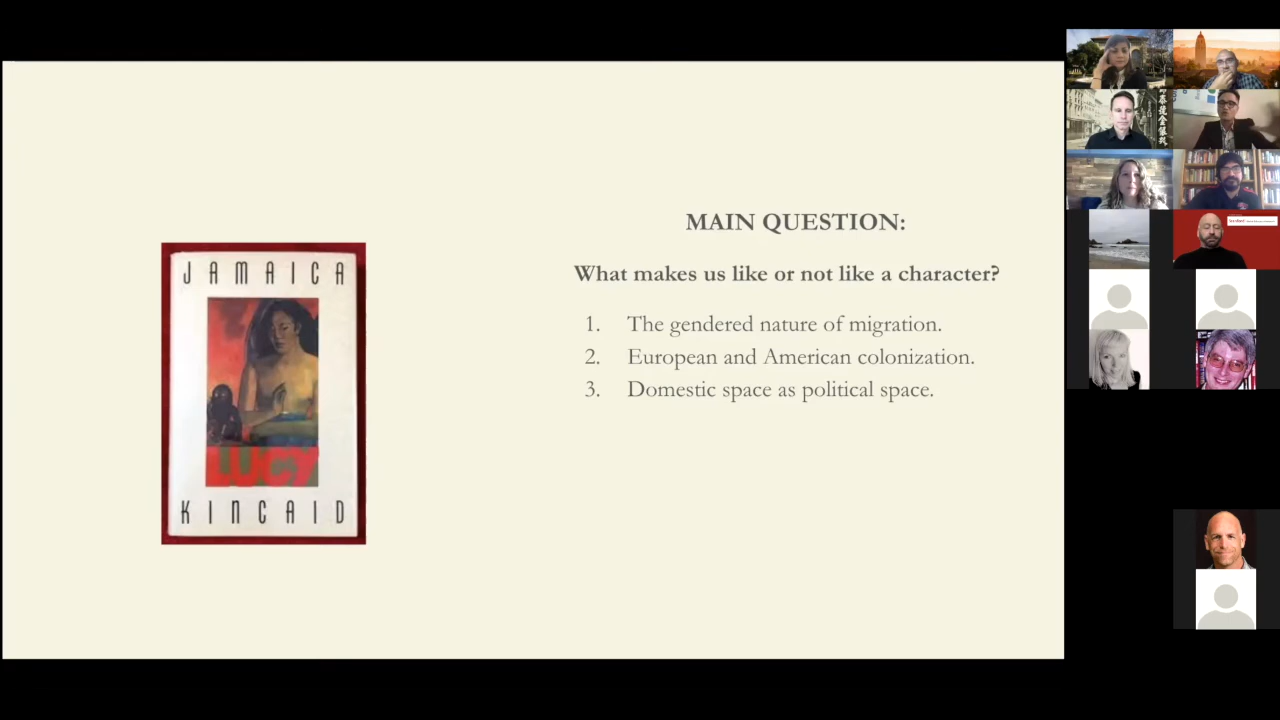 JAMAICA
LUCY
KINCAID
MAIN QUESTION:
What makes us like or not like a character?
1. The gendered nature of migration.
2. European and American colonization.
3. Domestic space as political space.